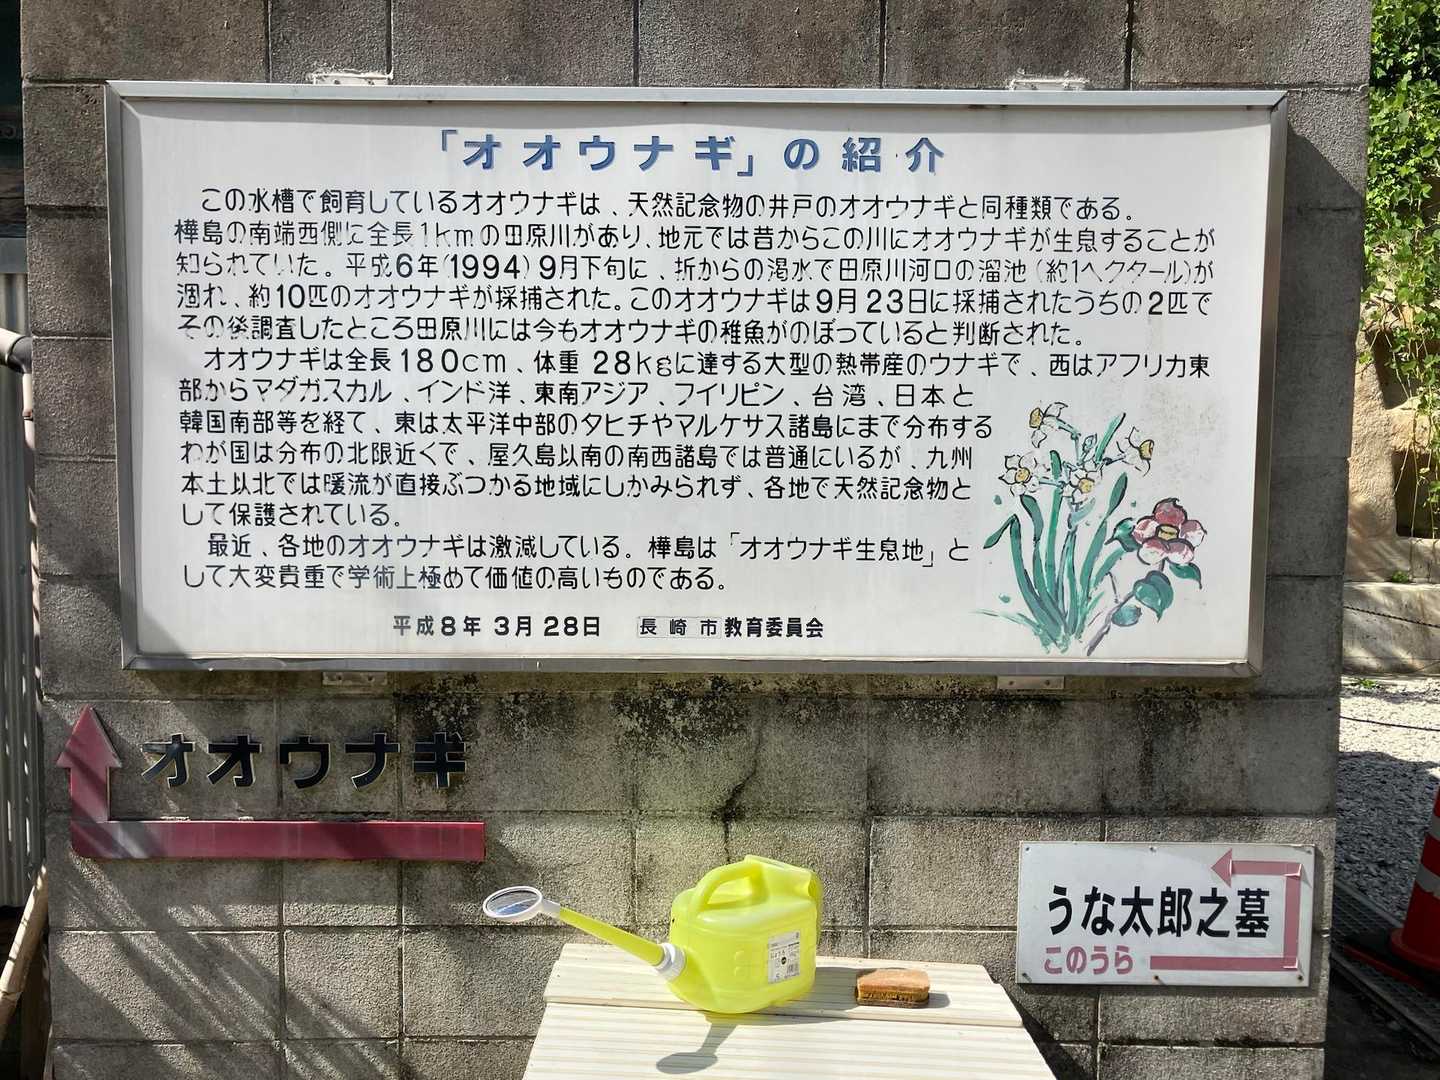 「オオウナギ」の紹介
この水槽で飼育しているオオウナギは、天然記念物の井戸のオオウナギと同種類である。
樺島の南端西側に全長1kmの田原川があり、地元では昔からこの川にオオウナギが生息することが
知られていた。平成6年(1994)9月下旬に、折からの渇水で田原川河口の溜池(約1ヘクタール)が
涸れ、約10匹のオオウナギが採捕された。このオオウナギは9月23日に採捕されたうちの2匹で
その後調査したところ田原川には今もオオウナギの稚魚がのぼっていると判断された。
オオウナギは全長180cm、体重28kgに達する大型の熱帯産のウナギで、西はアフリカ東
部からマダガスカル、インド洋、東南アジア、フイリピン、台湾、日本と
韓国南部等を経て、東は太平洋中部のタヒチやマルケサス諸島にまで分布する
わが国は分布の北限近くで、屋久島以南の南西諸島では普通にいるが、九州
本土以北では暖流が直接ぶつかる地域にしかみられず、各地で天然記念物と
して保護されている。
最近、各地のオオウナギは激減している。樺島は「オオウナギ生息地」と
して大変貴重で学術上極めて価値の高いものである。
平成8年3月28日 長崎市教育委員会
オオウナギ
うな太郎之墓
このうら